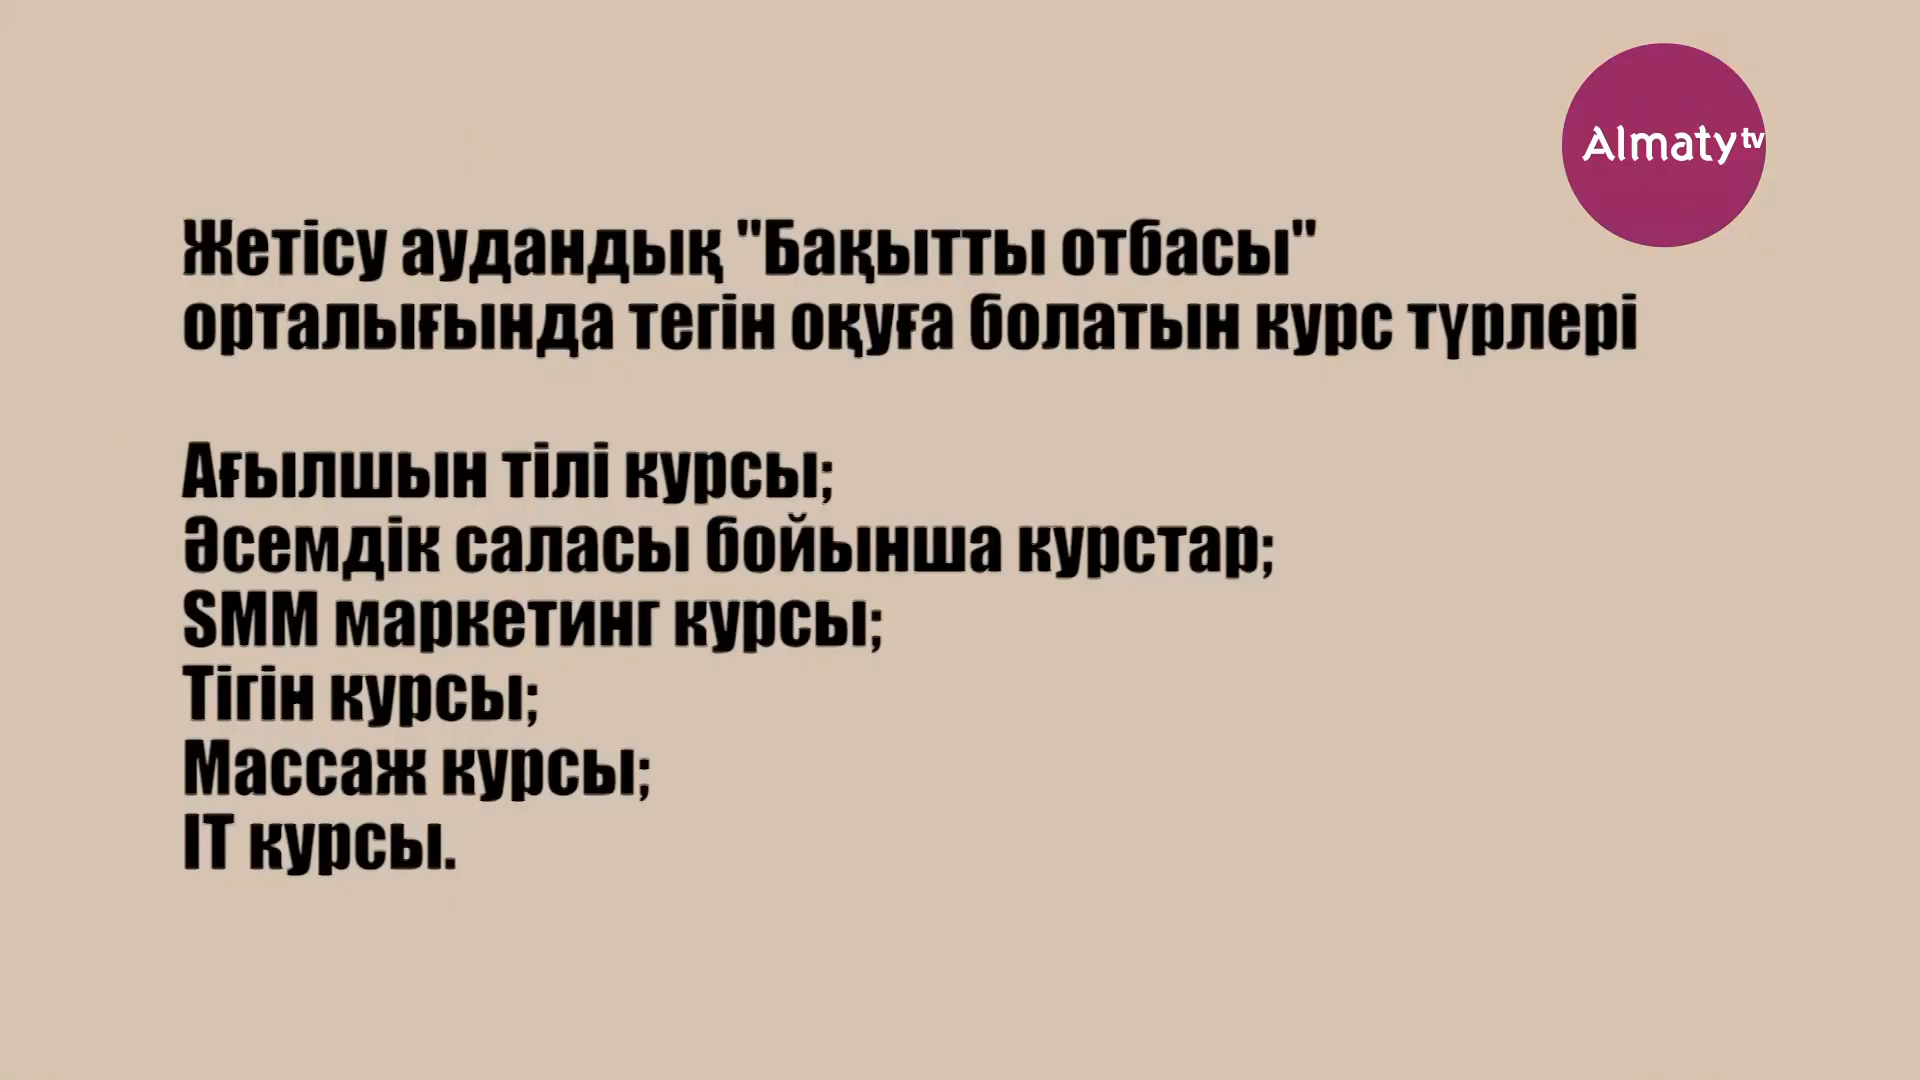 Almaty tv
Жетісу аудандық "Бақытты отбасы"
орталығында тегін оқуға болатын курс түрлері
Ағылшын тілі курсы;
Әсемдік саласы бойынша курстар;
SMM маркетинг курсы;
Тігін курсы;
Массаж курсы;
IT курсы.